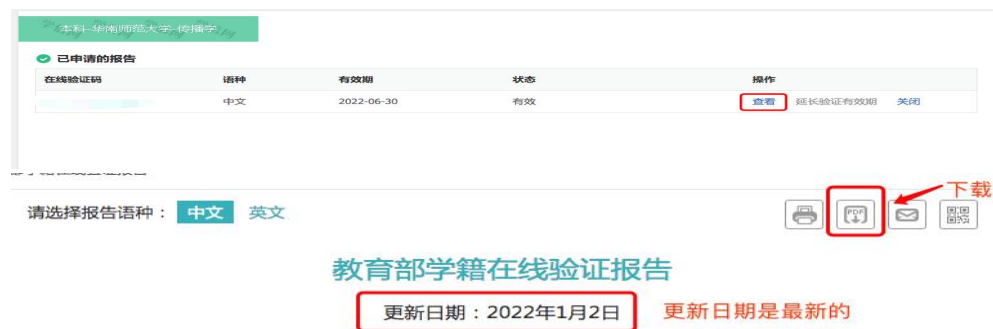 本科-华南师范大学-传播学
已申请的报告
在线验证码 语种 有效期 状态 操作
中文 2022-06-30 有效 查看 延长验证有效期 关闭
下载
请选择报告语种： 中文 英文
PDF
教育部学籍在线验证报告
更新日期：2022年1月2日 更新日期是最新的